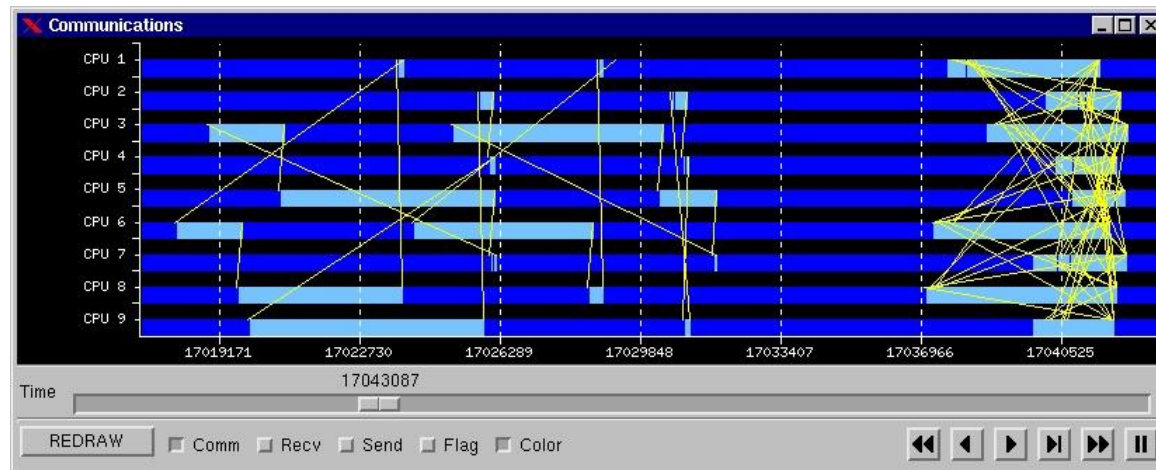 Communications
CPU 1
CPU 2
CPU 3
CPU 4
CPU 5
CPU 6
CPU 7
CPU 8
CPU 9
17019171 17022730 17026289 17029848 17033407 17036966 17040525
17043087
Time
REDRAW Comm Recv Send Flag Color